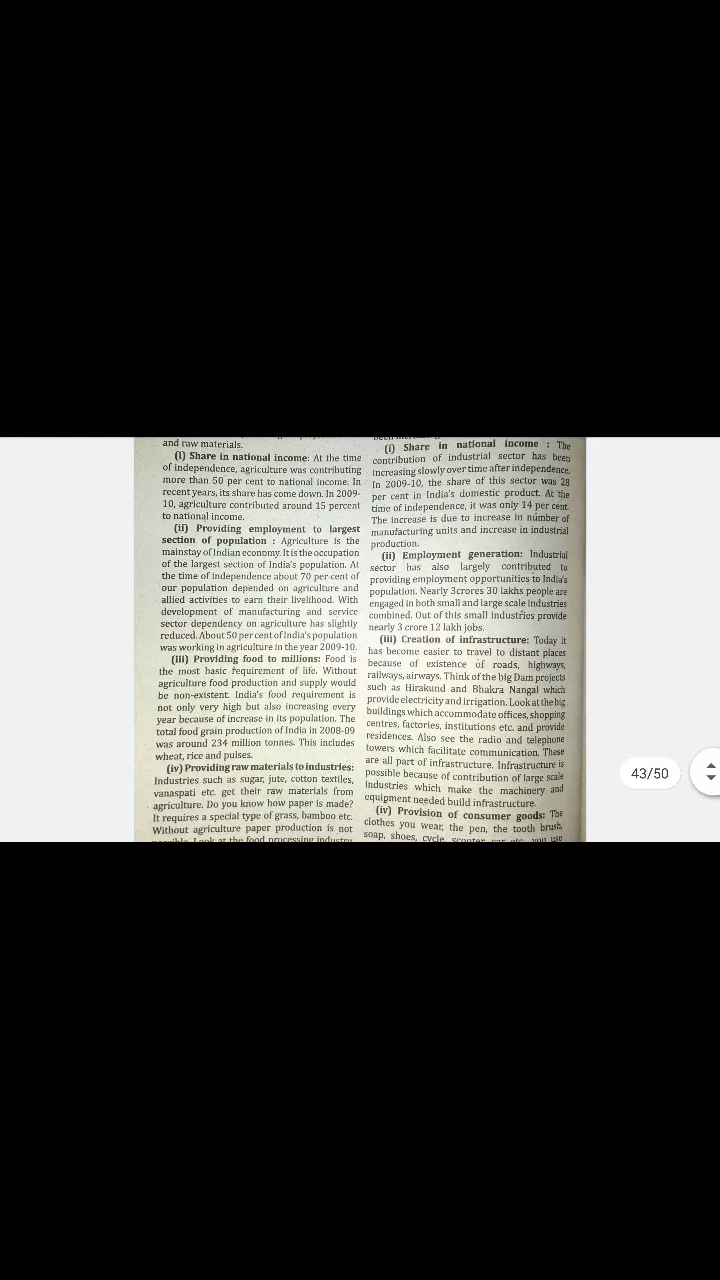 and raw materials.
(i) Share in national income: At the time
of independence, agriculture was contributing
more than 50 per cent to national income. In
recent years, its share has come down. In 2009-
10, agriculture contributed around 15 percent
to national income.
(ii) Providing employment to largest
section of population : Agriculture is the
mainstay of Indian economy. It is the occupation
of the largest section of India's population. At
the time of independence about 70 per cent of
our population depended on agriculture and
allied activities to earn their livelihood. With
development of manufacturing and service
sector dependency on agriculture has slightly
reduced. About 50 per cent of India's population
was working in agriculture in the year 2009-10.
(iii) Providing food to millions: Food is
the most basic requirement of life. Without
agriculture food production and supply would
be non-existent. India's food requirement is
not only very high but also increasing every
year because of increase in its population. The
total food grain production of India in 2008-09
was around 234 million tonnes. This includes
wheat, rice and pulses.
(iv) Providing raw materials to industries:
Industries such as sugar, jute, cotton textiles,
vanaspati etc. get their raw materials from
agriculture. Do you know how paper is made?
It requires a special type of grass, bamboo etc.
Without agriculture paper production is not
Look at the food processing industry
(i) Share in national income : The
contribution of industrial sector has been
increasing slowly over time after independence.
In 2009-10, the share of this sector was 28
per cent in India's domestic product. At the
time of independence, it was only 14 per cent.
The increase is due to increase in number of
manufacturing units and increase in industrial
production.
(ii) Employment generation: Industrial
sector has also largely contributed to
providing employment opportunities to India's
population. Nearly 3crores 30 lakhs people are
engaged in both small and large scale industries
combined. Out of this small industries provide
nearly 3 crore 12 lakh jobs.
(iii) Creation of infrastructure: Today it
has become easier to travel to distant places
because of existence of roads, highways,
railways, airways. Think of the big Dam projects
such as Hirakund and Bhakra Nangal which
provide electricity and irrigation. Look at the big
buildings which accommodate offices, shopping
centres, factories, institutions etc. and provide
residences. Also see the radio and telephone
towers which facilitate communication. These
are all part of infrastructure. Infrastructure is
possible because of contribution of large scale
industries which make the machinery and
equipment needed build infrastructure.
(iv) Provision of consumer goods: The
clothes you wear, the pen, the tooth brush,
soap, shoes, cycle, scooter, car etc. you use
43/50